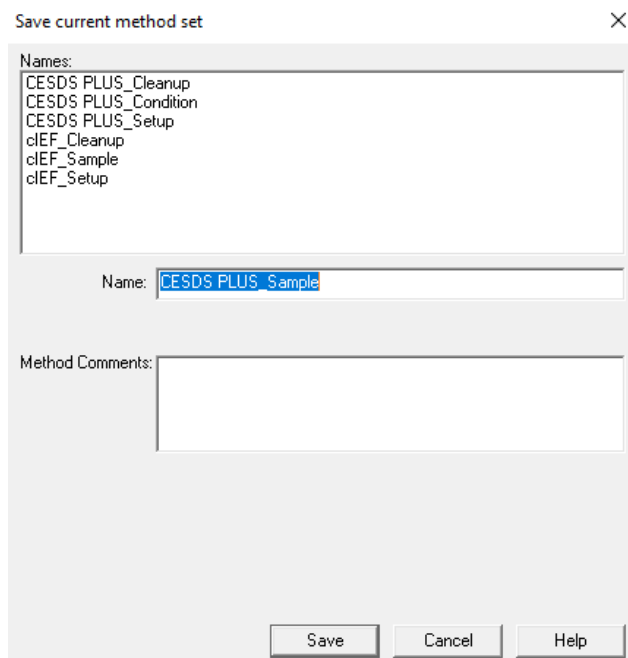 Save current method set
Names:
CESDS PLUS_Cleanup
CESDS PLUS_Condition
CESDS PLUS_Setup
cIEF_Cleanup
cIEF_Sample
cIEF_Setup
Name: CESDS PLUS_Sample
Method Comments:
Save Cancel Help